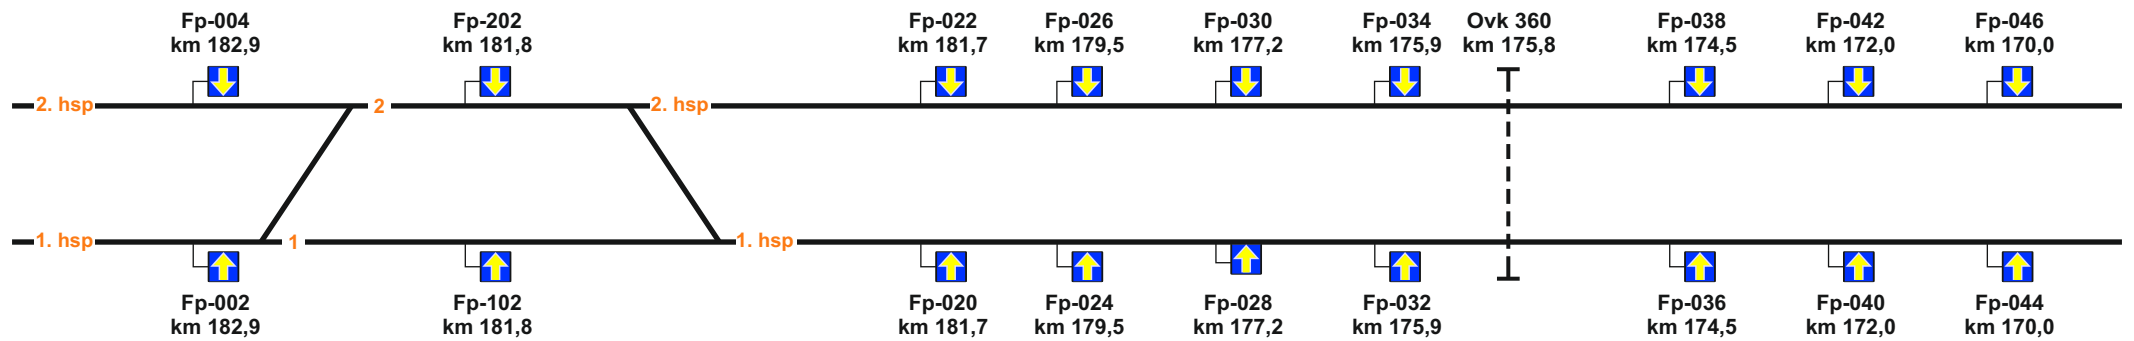 Fp-004 Fp-202 Fp-022 Fp-026 Fp-030 Fp-034 Ovk 360 Fp-038 Fp-042 Fp-046
km 182,9 km 181,8 km 181,7 km 179,5 km 177,2 km 175,9 km 175,8 km 174,5 km 172,0 km 170,0
2. hsp 2 2. hsp
1. hsp 1 1. hsp
Fp-002 Fp-102 Fp-020 Fp-024 Fp-028 Fp-032 Fp-036 Fp-040 Fp-044
km 182,9 km 181,8 km 181,7 km 179,5 km 177,2 km 175,9 km 174,5 km 172,0 km 170,0